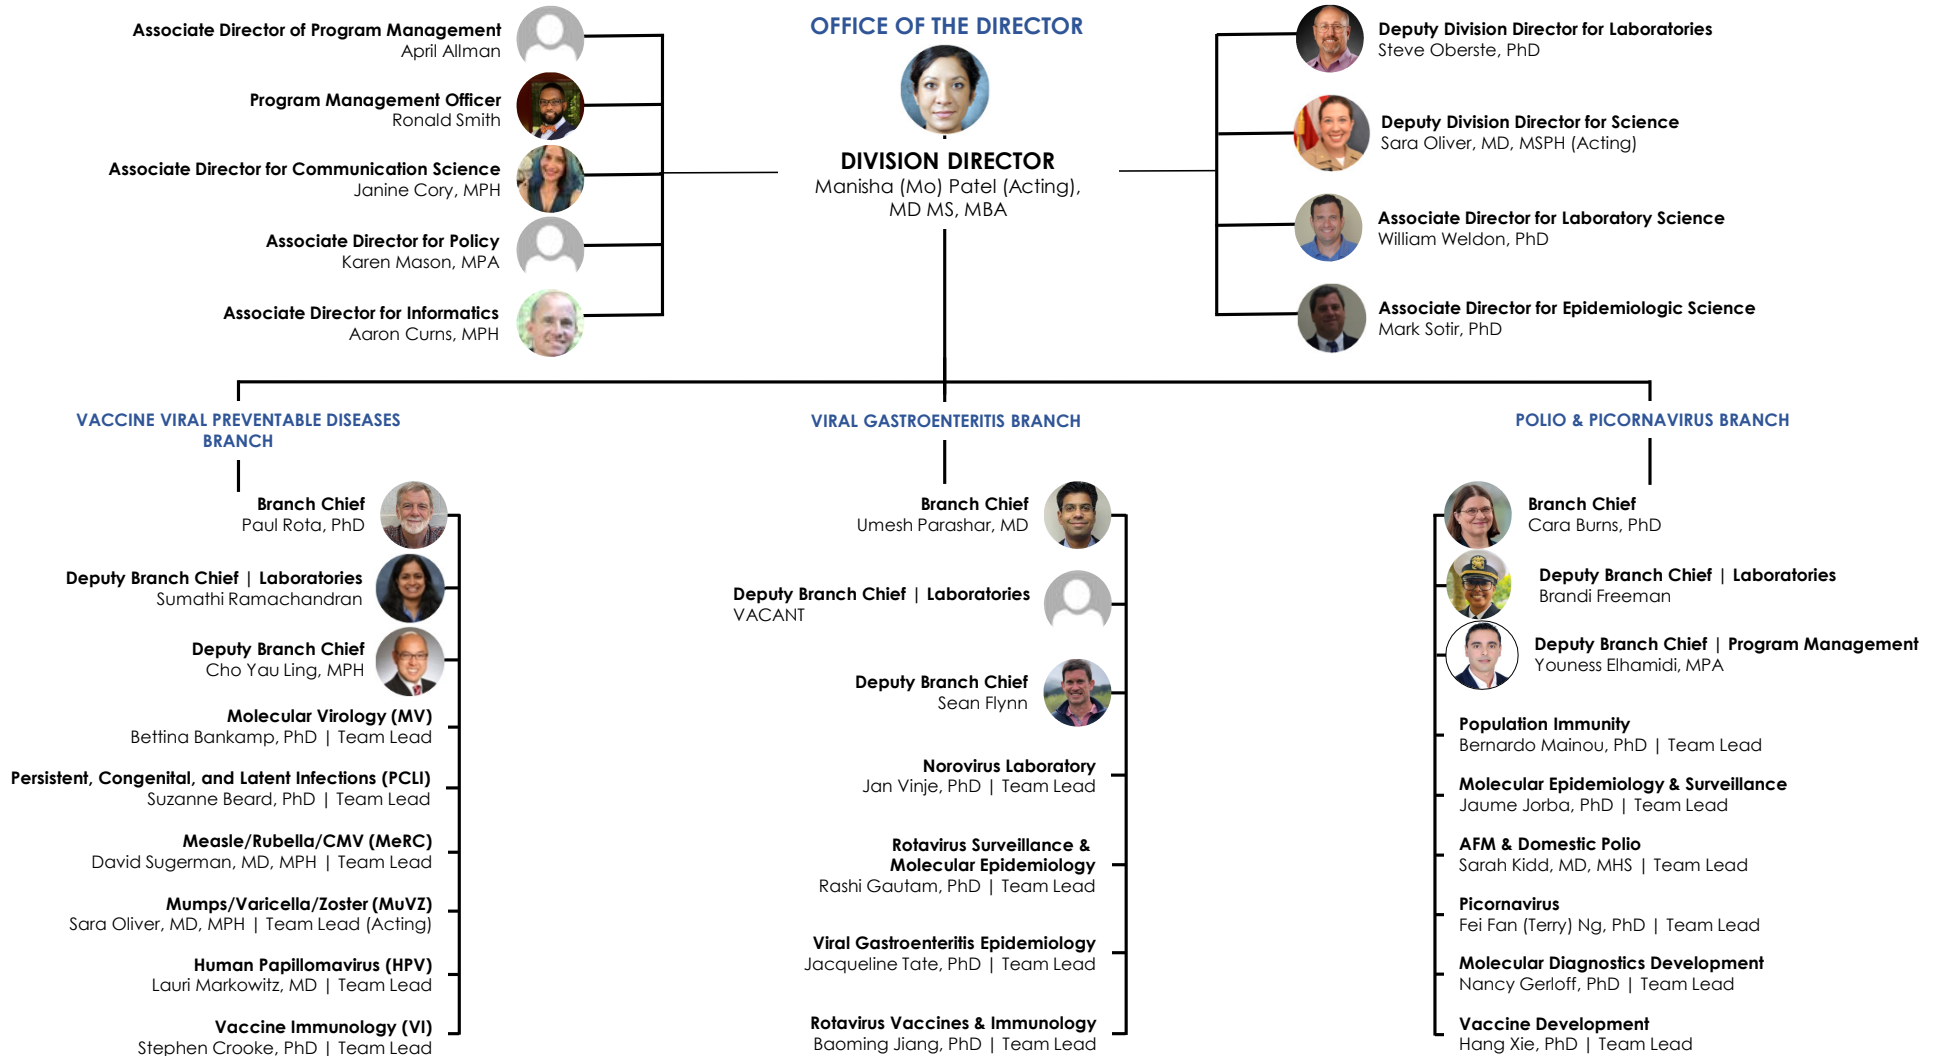 OFFICE OF THE DIRECTOR
DIVISION DIRECTOR
Manisha (Mo) Patel (Acting),
MD MS, MBA
Associate Director of Program Management
April Allman
Program Management Officer
Ronald Smith
Associate Director for Communication Science
Janine Cory, MPH
Associate Director for Policy
Karen Mason, MPA
Associate Director for Informatics
Aaron Curns, MPH
Deputy Division Director for Laboratories
Steve Oberste, PhD
Deputy Division Director for Science
Sara Oliver, MD, MSPH (Acting)
Associate Director for Laboratory Science
William Weldon, PhD
Associate Director for Epidemiologic Science
Mark Sotir, PhD
VACCINE VIRAL PREVENTABLE DISEASES
BRANCH
Branch Chief
Paul Rota, PhD
Deputy Branch Chief | Laboratories
Sumathi Ramachandran
Deputy Branch Chief
Cho Yau Ling, MPH
Molecular Virology (MV)
Bettina Bankamp, PhD | Team Lead
Persistent, Congenital, and Latent Infections (PCLI)
Suzanne Beard, PhD | Team Lead
Measle/Rubella/CMV (MeRC)
David Sugerman, MD, MPH | Team Lead
Mumps/Varicella/Zoster (MuVZ)
Sara Oliver, MD, MPH | Team Lead (Acting)
Human Papillomavirus (HPV)
Lauri Markowitz, MD | Team Lead
Vaccine Immunology (VI)
Stephen Crooke, PhD | Team Lead
VIRAL GASTROENTERITIS BRANCH
Branch Chief
Umesh Parashar, MD
Deputy Branch Chief | Laboratories
VACANT
Deputy Branch Chief
Sean Flynn
Norovirus Laboratory
Jan Vinje, PhD | Team Lead
Rotavirus Surveillance &
Molecular Epidemiology
Rashi Gautam, PhD | Team Lead
Viral Gastroenteritis Epidemiology
Jacqueline Tate, PhD | Team Lead
Rotavirus Vaccines & Immunology
Baoming Jiang, PhD | Team Lead
POLIO & PICORNAVIRUS BRANCH
Branch Chief
Cara Burns, PhD
Deputy Branch Chief | Laboratories
Brandi Freeman
Deputy Branch Chief | Program Management
Youness Elhamidi, MPA
Population Immunity
Bernardo Mainou, PhD | Team Lead
Molecular Epidemiology & Surveillance
Jaume Jorba, PhD | Team Lead
AFM & Domestic Polio
Sarah Kidd, MD, MHS | Team Lead
Picornavirus
Fei Fan (Terry) Ng, PhD | Team Lead
Molecular Diagnostics Development
Nancy Gerloff, PhD | Team Lead
Vaccine Development
Hang Xie, PhD | Team Lead